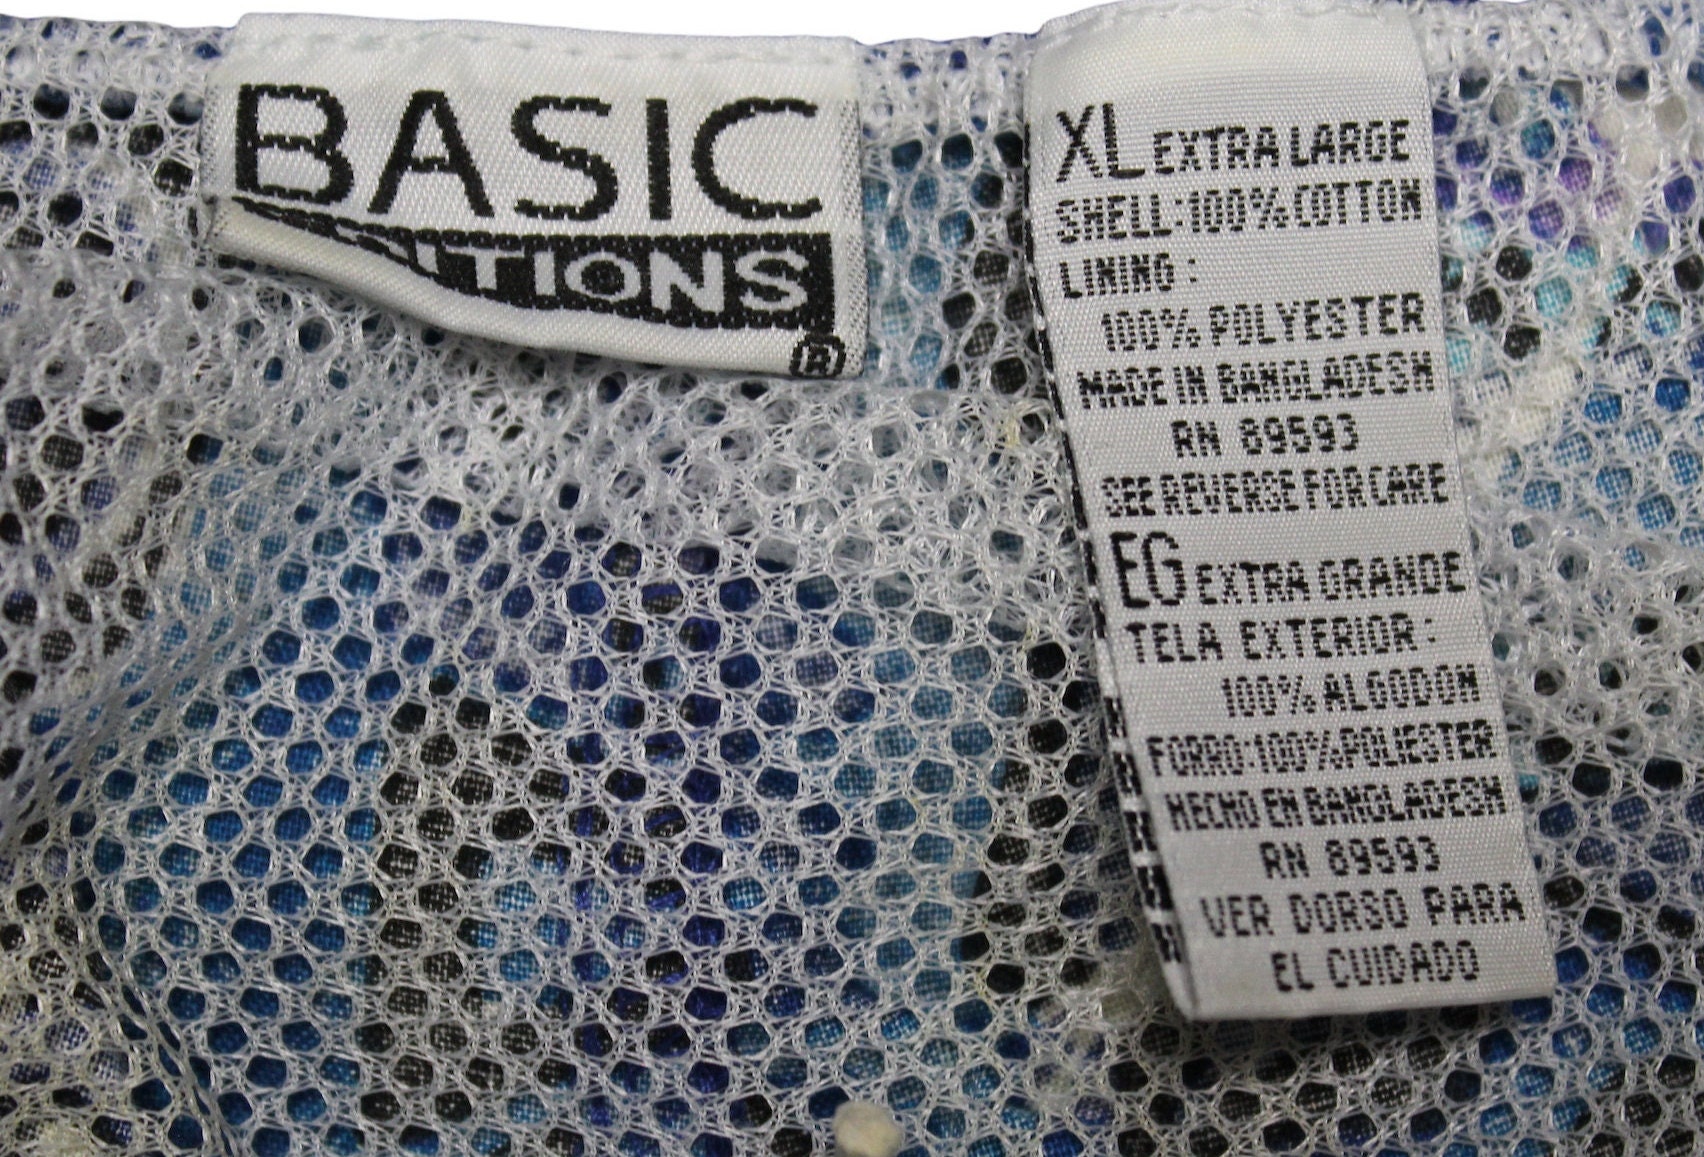 BASIC
ITIONS
®
XL EXTRA LARGE
SHELL:100% COTTON
LINING:
100% POLYESTER
MADE IN BANGLADESH
RN 89593
SEE REVERSE FOR CARE
EG EXTRA GRANDE
TELA EXTERIOR:
100% ALGODON
FORRO:100% POLIESTER
HECHO EN BANGLADESH
RN 89593
VER DORSO PARA
EL CUIDADO